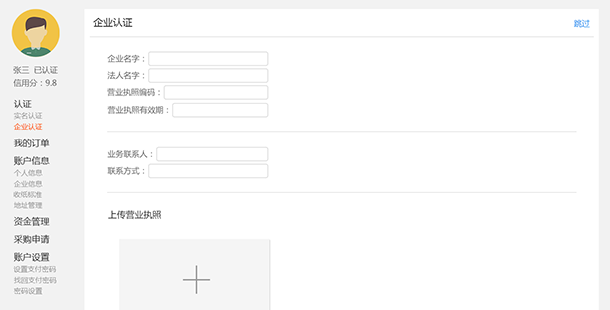 张三 已认证
信用分：9.8
认证
实名认证
企业认证
我的订单
账户信息
个人信息
企业信息
收纸标准
地址管理
资金管理
采购申请
账户设置
设置支付密码
找回支付密码
密码设置
企业认证
跳过
企业名字：
法人名字：
营业执照编码：
营业执照有效期：
业务联系人：
联系方式：
上传营业执照